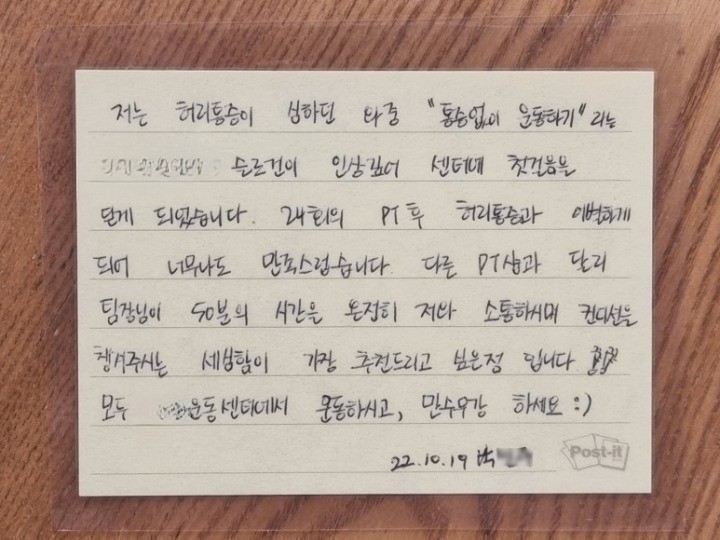 저는 허리통증이 심하던 와중 "통증없이 운동하기" 라는
슬로건이 인상깊어 센터에 첫걸음을
딛게 되었습니다. 24회의 PT 후 허리통증과 이별하게
되어 너무나도 만족스럽습니다. 다른 PT샵과 달리
팀장님이 50분의 시간은 온전히 저와 소통하시며 컨디션을
챙겨주시는 세심함이 가장 추천드리고 싶은점 입니다
모두 운동센터에서 운동하시고, 만수무강 하세요 :)
22.10.19 박
Post-it